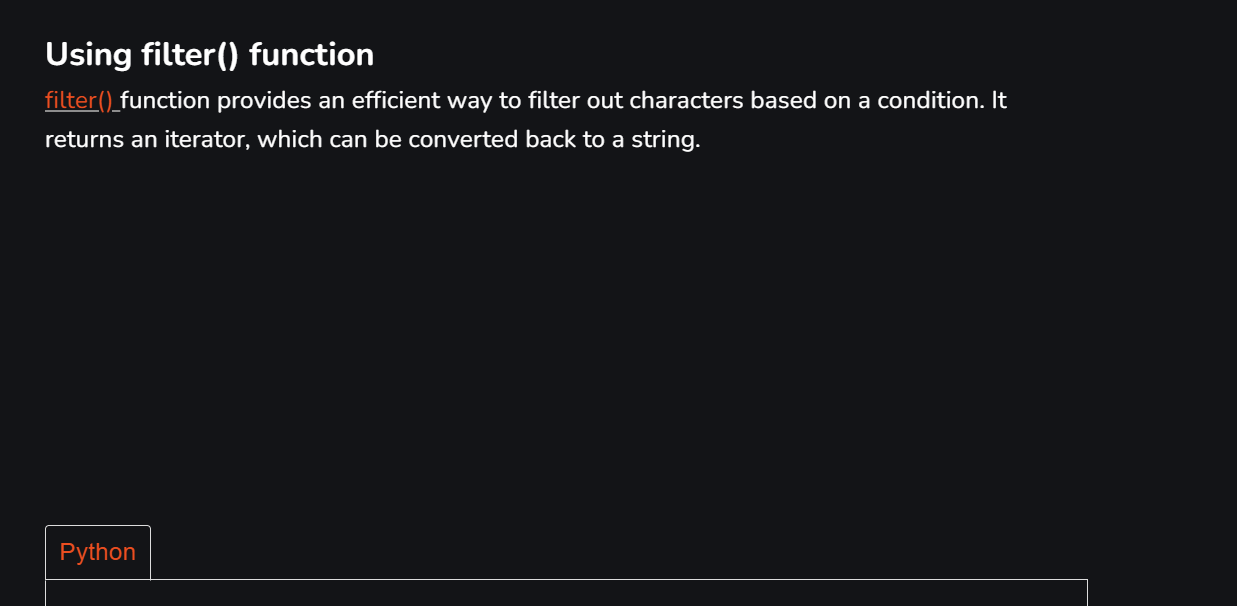 Using filter() function
filter() function provides an efficient way to filter out characters based on a condition. It
returns an iterator, which can be converted back to a string.
Python